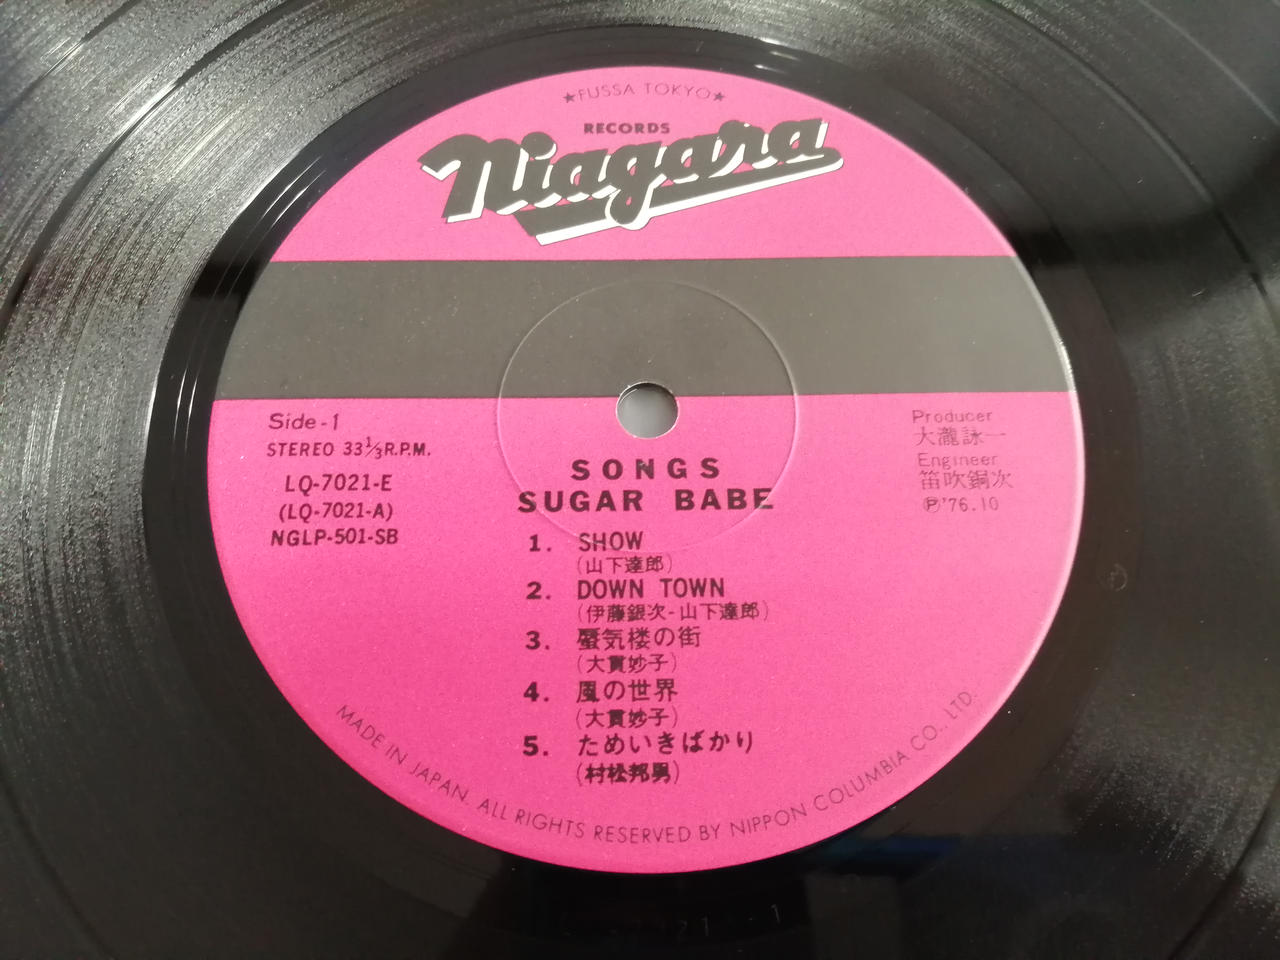 ★FUSSA TOKYO★
RECORDS
Niagara
Side-1
STEREO 33⅓R.P.M.
LQ-7021-E
(LQ-7021-A)
NGLP-501-SB
Producer
大瀧詠一
Engineer
笛吹銅次
Ⓟ'76.10
SONGS
SUGAR BABE
1. SHOW
(山下達郎)
2. DOWN TOWN
(伊藤銀次-山下達郎)
3. 蜃気楼の街
(大貫妙子)
4. 風の世界
(大貫妙子)
5. ためいきばかり
(村松邦男)
MADE IN JAPAN. ALL RIGHTS RESERVED BY NIPPON COLUMBIA CO., LTD.